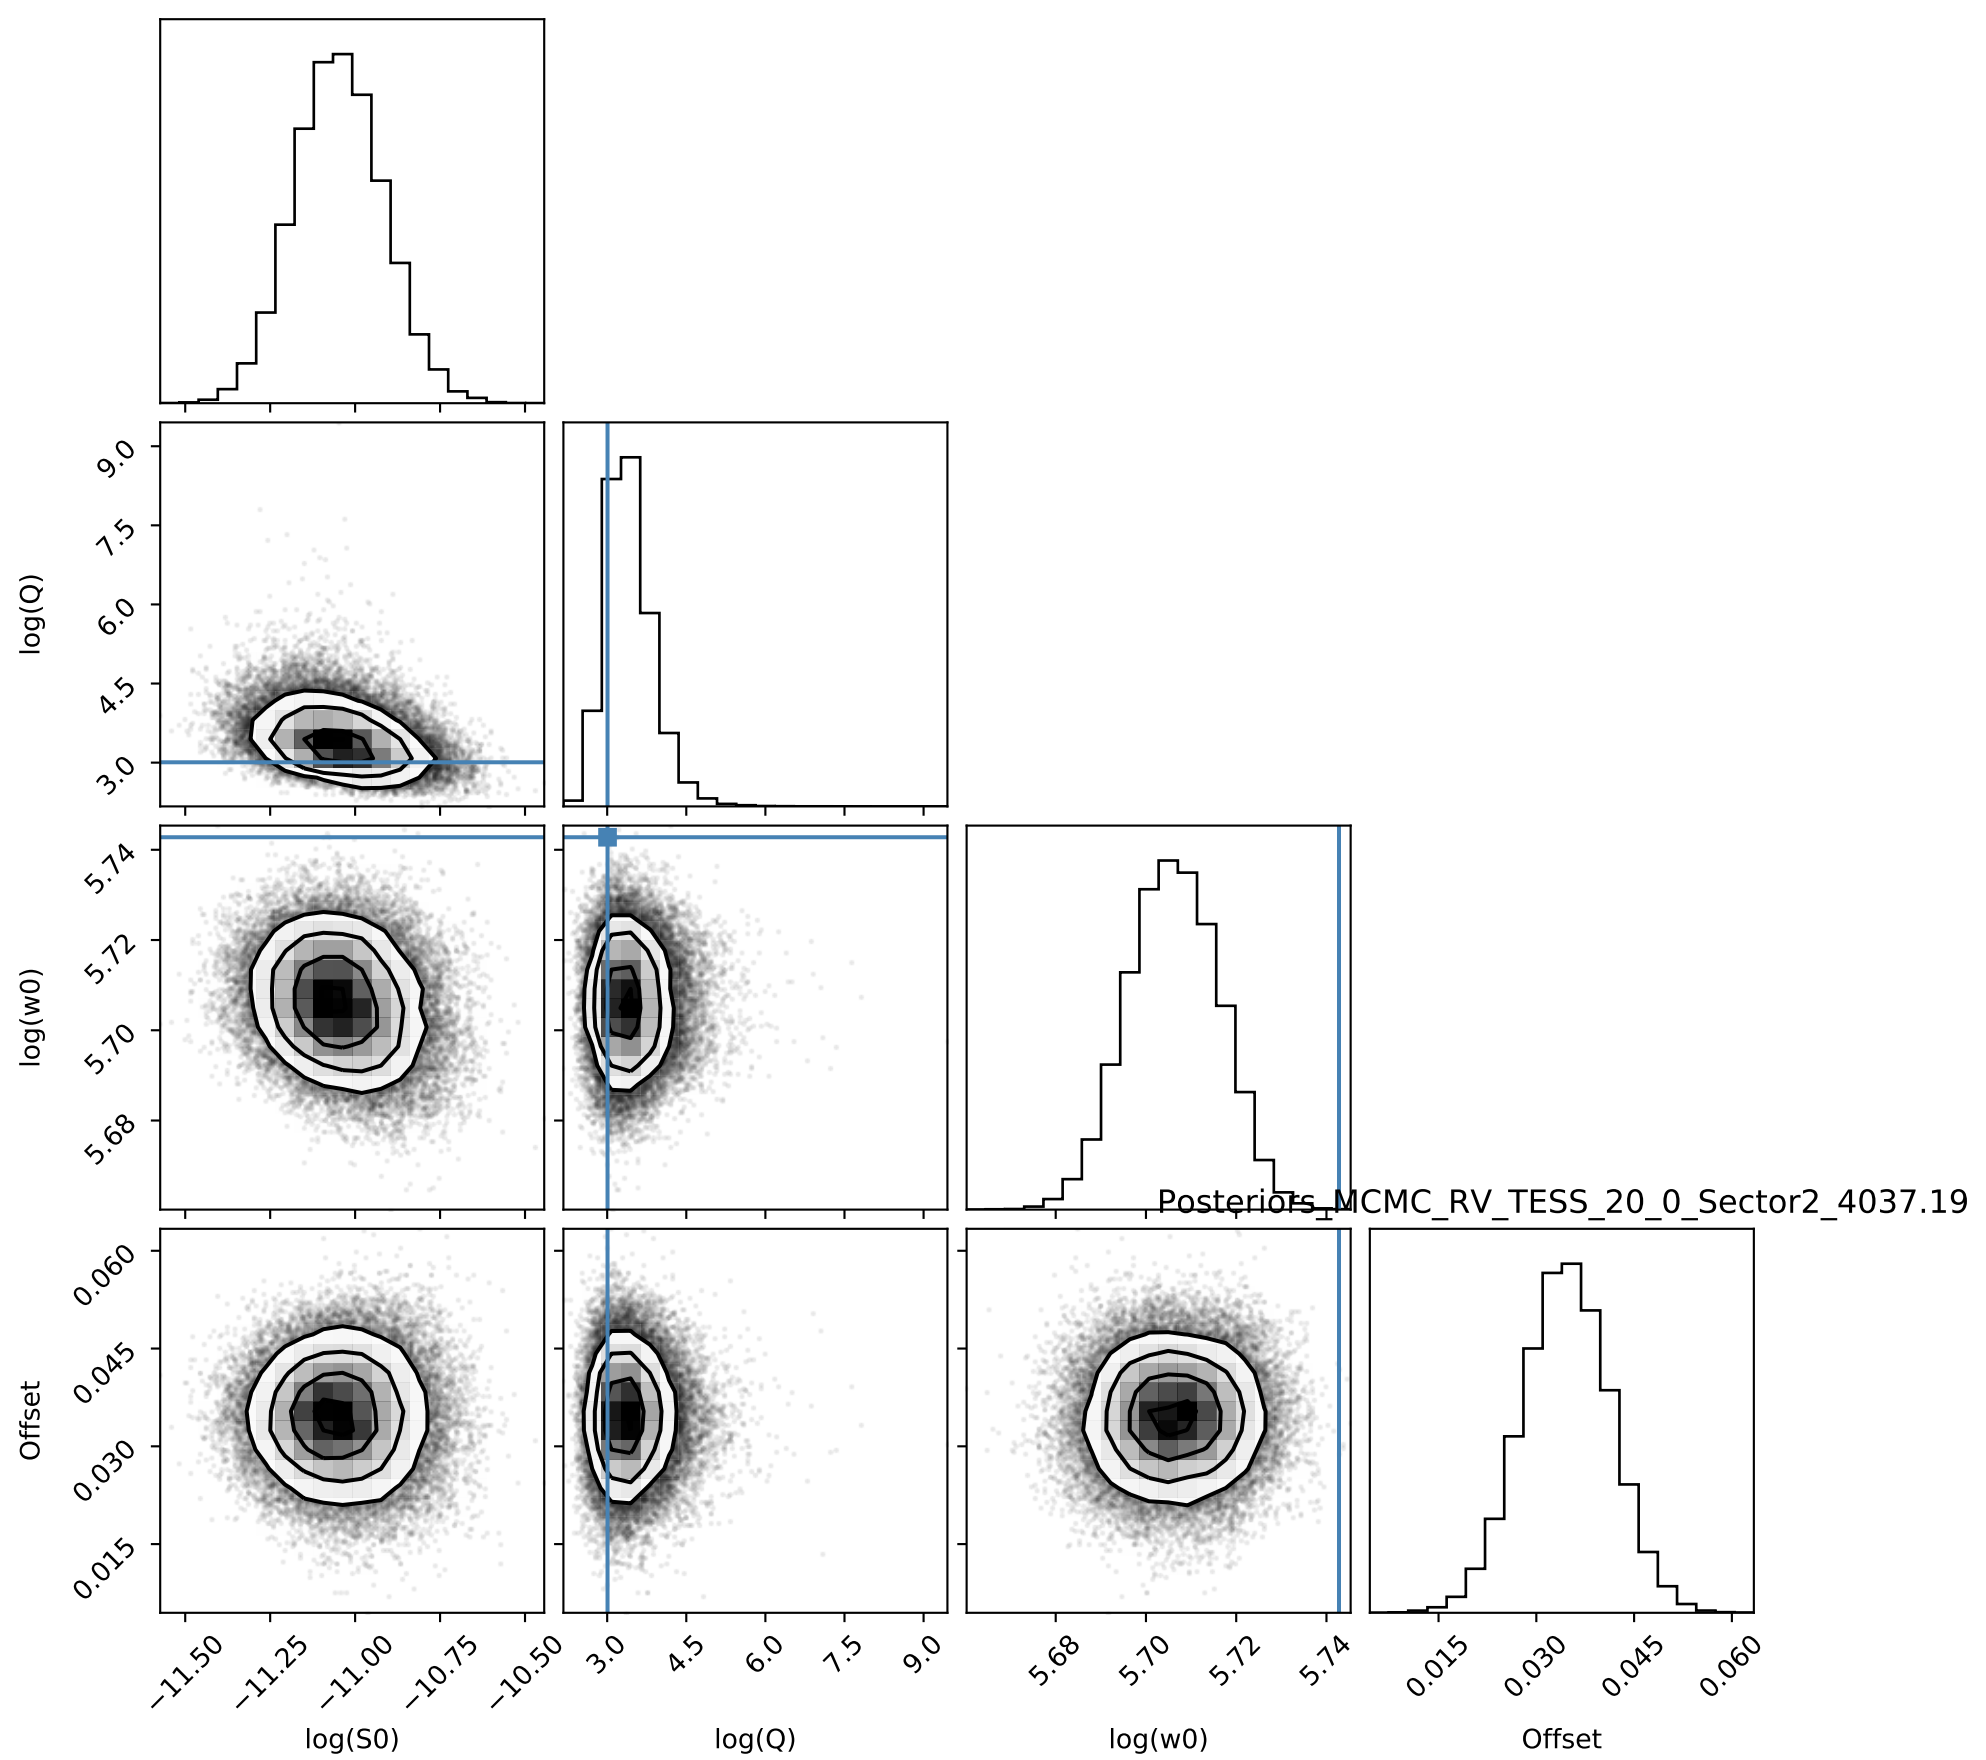 9.0
7.5
6.0
4.5
3.0
log(Q)
5.74
5.72
5.70
5.68
log(w0)
Posteriors_MCMC_RV_TESS_20_0_Sector2_4037.19
0.060
0.045
0.030
0.015
Offset
−11.50 −11.25 −11.00 −10.75 −10.50 3.0 4.5 6.0 7.5 9.0 5.68 5.70 5.72 5.74 0.015 0.030 0.045 0.060
log(S0) log(Q) log(w0) Offset